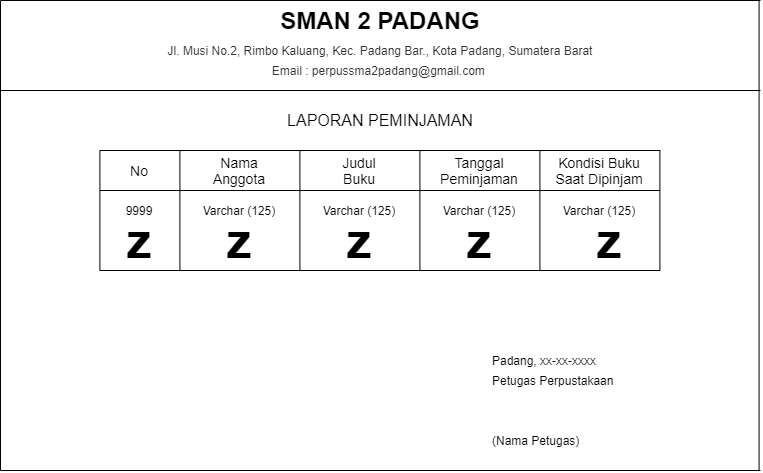 SMAN 2 PADANG
Jl. Musi No.2, Rimbo Kaluang, Kec. Padang Bar., Kota Padang, Sumatera Barat
Email : perpussma2padang@gmail.com
LAPORAN PEMINJAMAN
No
Nama
Anggota
Judul
Buku
Tanggal
Peminjaman
Kondisi Buku
Saat Dipinjam
9999
Varchar (125)
Varchar (125)
Varchar (125)
Varchar (125)
Z
Z
Z
Z
Z
Padang, xx-xx-xxxx
Petugas Perpustakaan
(Nama Petugas)